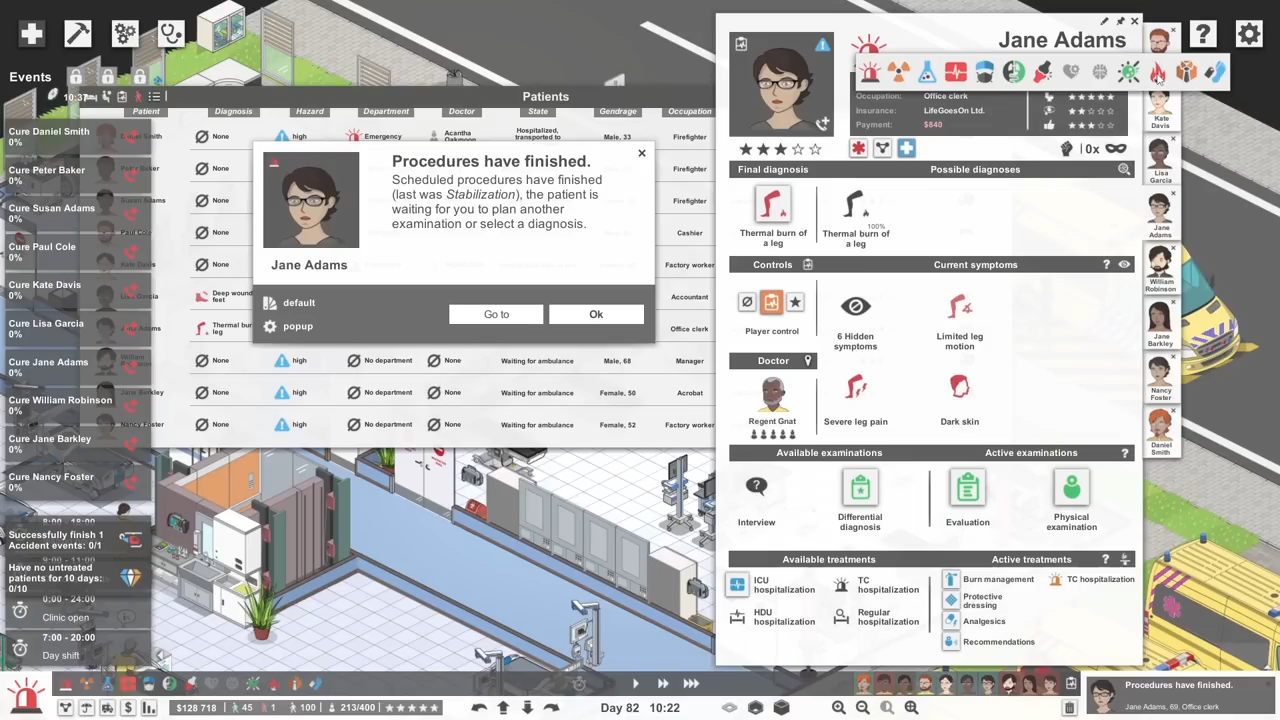 Events
10:37
Patients
Patient Diagnosis Hazard Department Doctor State Gendrage Occupation
None high Emergency Acantha Oakmoon Hospitalized, transported to Male, 33 Firefighter
Firefighter
Firefighter
Cashier
Factory worker
Deep wound feet Accountant
Office clerk
None high No department None Waiting for ambulance Male, 68 Manager
None high No department None Waiting for ambulance Female, 50 Acrobat
None high No department None Waiting for ambulance Female, 52 Factory worker
Cure Daniel Smith
0%
Cure Peter Baker
0%
Cure Susan Adams
0%
Cure Paul Cole
0%
Cure Kate Davis
0%
Cure Lisa Garcia
0%
Cure Jane Adams
0%
Cure William Robinson
0%
Cure Jane Barkley
0%
Cure Nancy Foster
0%
8:00 - 18:00
Successfully finish 1
Accident events: 0/1
Have no untreated
patients for 10 days:
0/10
0:00 - 24:00
Clinic open
7:00 - 20:00
Day shift
Procedures have finished.
Scheduled procedures have finished
(last was Stabilization), the patient is
waiting for you to plan another
examination or select a diagnosis.
Jane Adams
default
popup
Go to
Ok
Jane Adams
Occupation: Office clerk
Insurance: LifeGoesOn Ltd.
Payment: $840
0x
Final diagnosis
Possible diagnoses
Thermal burn of
a leg
100%
Thermal burn of
a leg
Controls
Current symptoms
?
Player control
6 Hidden
symptoms
Limited leg
motion
Doctor
Regent Gnat
Severe leg pain
Dark skin
Available examinations
Active examinations
?
Interview
Differential
diagnosis
Evaluation
Physical
examination
Available treatments
Active treatments
?
ICU
hospitalization
TC
hospitalization
HDU
hospitalization
Regular
hospitalization
Burn management
TC hospitalization
Protective
dressing
Analgesics
Recommendations
Kate
Davis
Lisa
Garcia
Jane
Adams
William
Robinson
Jane
Barkley
Nancy
Foster
Daniel
Smith
$128 718
45
1
100
213/400
Day 82 10:22
Procedures have finished.
Jane Adams, 69, Office clerk